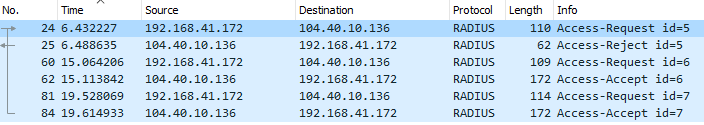 No. Time Source Destination Protocol Length Info
24 6.432227 192.168.41.172 104.40.10.136 RADIUS 110 Access-Request id=5
25 6.488635 104.40.10.136 192.168.41.172 RADIUS 62 Access-Reject id=5
60 15.064206 192.168.41.172 104.40.10.136 RADIUS 109 Access-Request id=6
62 15.113842 104.40.10.136 192.168.41.172 RADIUS 172 Access-Accept id=6
81 19.528069 192.168.41.172 104.40.10.136 RADIUS 114 Access-Request id=7
84 19.614933 104.40.10.136 192.168.41.172 RADIUS 172 Access-Accept id=7